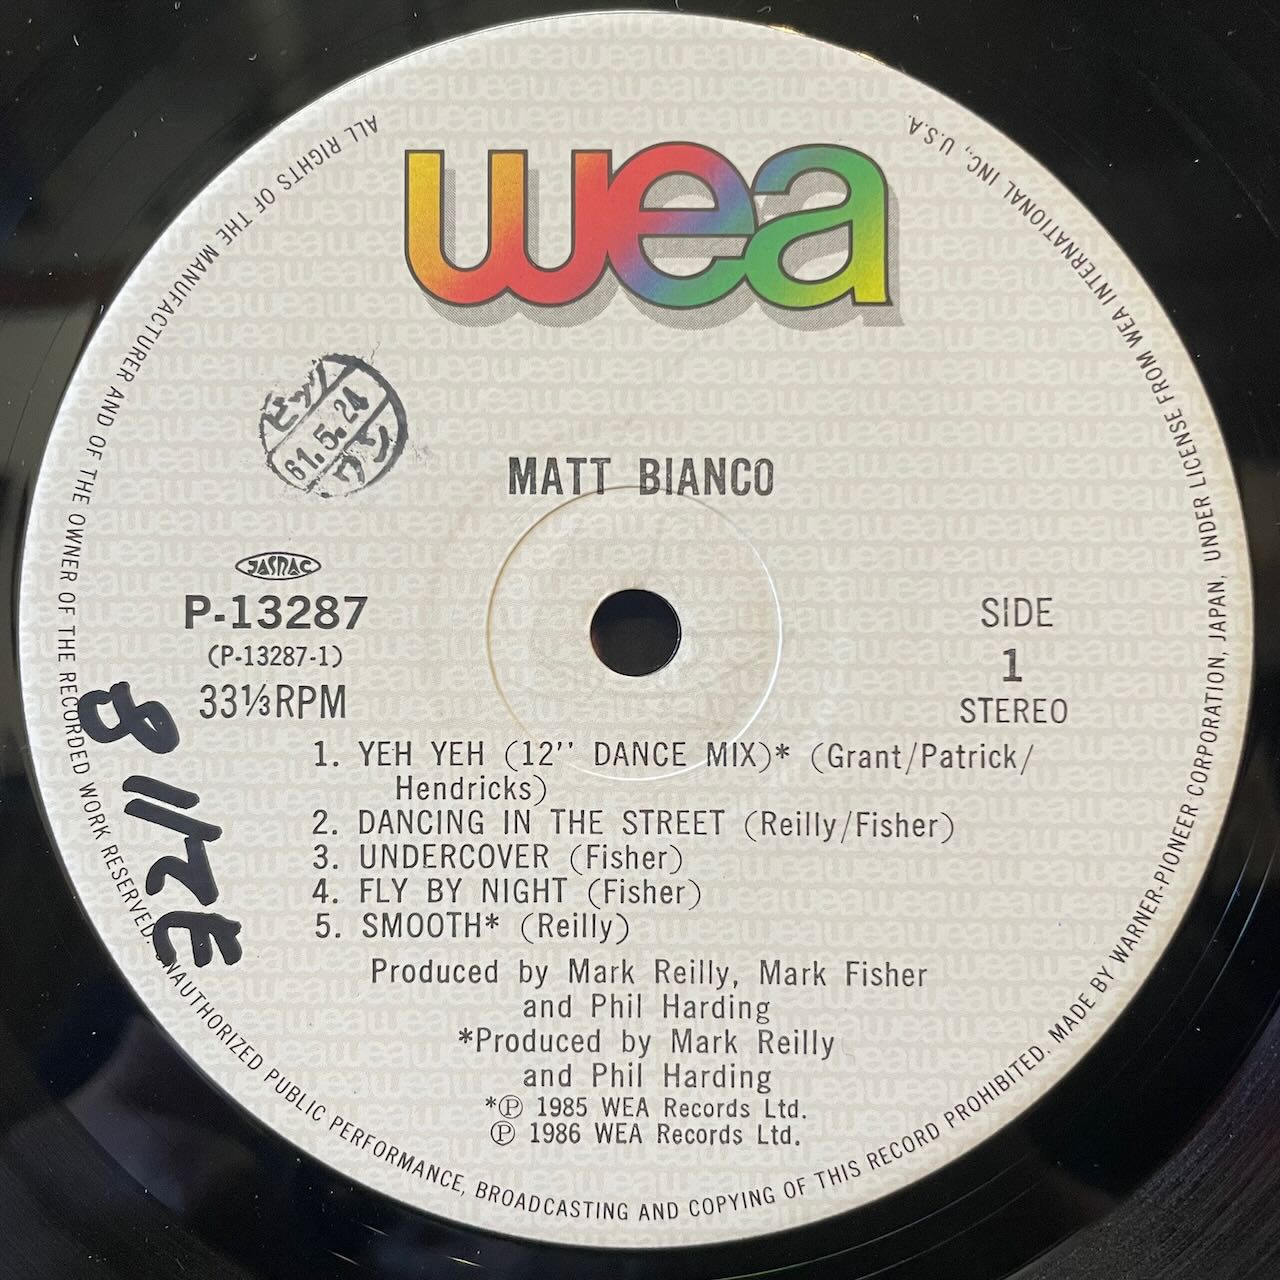 wea
ALL RIGHTS OF THE MANUFACTURER AND OF THE OWNER OF THE RECORDED WORK RESERVED. UNAUTHORIZED PUBLIC PERFORMANCE, BROADCASTING AND COPYING OF THIS RECORD PROHIBITED. MADE BY WARNER-PIONEER CORPORATION, JAPAN, UNDER LICENSE FROM WEA INTERNATIONAL INC., U.S.A.
ビッグ
61.5.24
ワン
MATT BIANCO
JASRAC
P-13287
(P-13287-1)
33⅓RPM
SIDE
1
STEREO
1. YEH YEH (12'' DANCE MIX)* (Grant/Patrick/
Hendricks)
2. DANCING IN THE STREET (Reilly/Fisher)
3. UNDERCOVER (Fisher)
4. FLY BY NIGHT (Fisher)
5. SMOOTH* (Reilly)
Produced by Mark Reilly, Mark Fisher
and Phil Harding
*Produced by Mark Reilly
and Phil Harding
*Ⓟ 1985 WEA Records Ltd.
Ⓟ 1986 WEA Records Ltd.